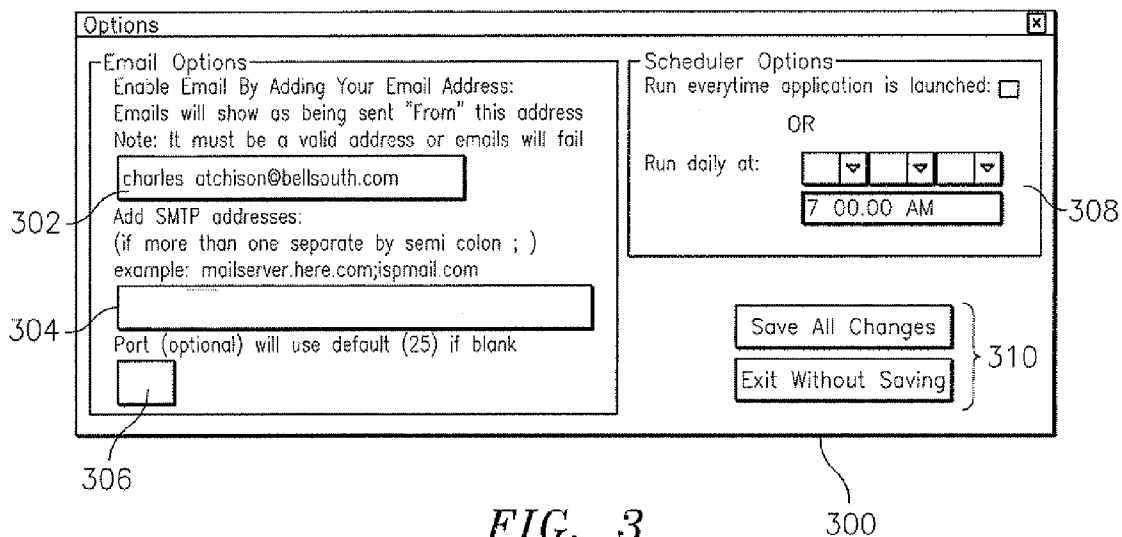 Options
Email Options
Enable Email By Adding Your Email Address:
Emails will show as being sent "From" this address
Note: It must be a valid address or emails will fail
charles atchison@bellsouth.com
302
Add SMTP addresses:
(if more than one separate by semi colon ; )
example: mailserver.here.com;ispmail.com
304
Port (optional) will use default (25) if blank
306
Scheduler Options
Run everytime application is launched:
OR
Run daily at:
7 00.00 AM
308
Save All Changes
Exit Without Saving
310
300
FIG. 3